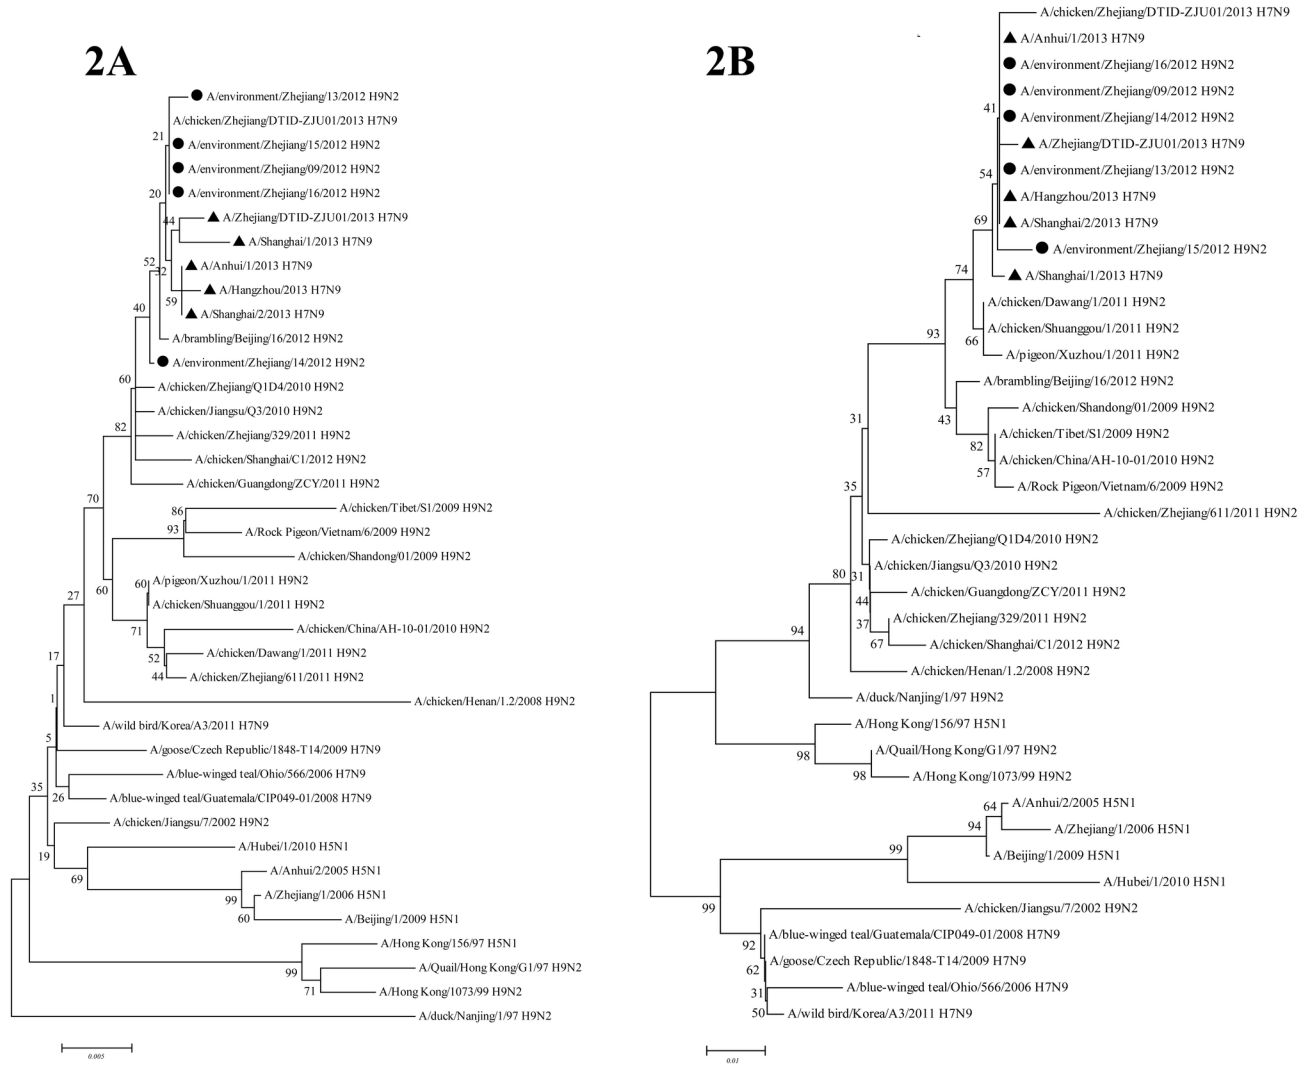 2A
A/environment/Zhejiang/13/2012 H9N2
A/chicken/Zhejiang/DTID-ZJU01/2013 H7N9
21
A/environment/Zhejiang/15/2012 H9N2
A/environment/Zhejiang/09/2012 H9N2
20
A/environment/Zhejiang/16/2012 H9N2
44
A/Zhejiang/DTID-ZJU01/2013 H7N9
A/Shanghai/1/2013 H7N9
52
32
A/Anhui/1/2013 H7N9
A/Hangzhou/2013 H7N9
59
A/Shanghai/2/2013 H7N9
40
A/brambling/Beijing/16/2012 H9N2
A/environment/Zhejiang/14/2012 H9N2
60
A/chicken/Zhejiang/Q1D4/2010 H9N2
A/chicken/Jiangsu/Q3/2010 H9N2
82
A/chicken/Zhejiang/329/2011 H9N2
A/chicken/Shanghai/C1/2012 H9N2
A/chicken/Guangdong/ZCY/2011 H9N2
70
86
A/chicken/Tibet/S1/2009 H9N2
93
A/Rock Pigeon/Vietnam/6/2009 H9N2
A/chicken/Shandong/01/2009 H9N2
60
60
A/pigeon/Xuzhou/1/2011 H9N2
27
A/chicken/Shuanggou/1/2011 H9N2
71
A/chicken/China/AH-10-01/2010 H9N2
52
A/chicken/Dawang/1/2011 H9N2
17
44
A/chicken/Zhejiang/611/2011 H9N2
1
A/chicken/Henan/1.2/2008 H9N2
A/wild bird/Korea/A3/2011 H7N9
5
A/goose/Czech Republic/1848-T14/2009 H7N9
A/blue-winged teal/Ohio/566/2006 H7N9
35
26
A/blue-winged teal/Guatemala/CIP049-01/2008 H7N9
A/chicken/Jiangsu/7/2002 H9N2
19
A/Hubei/1/2010 H5N1
69
A/Anhui/2/2005 H5N1
99
A/Zhejiang/1/2006 H5N1
60
A/Beijing/1/2009 H5N1
A/Hong Kong/156/97 H5N1
99
A/Quail/Hong Kong/G1/97 H9N2
71
A/Hong Kong/1073/99 H9N2
A/duck/Nanjing/1/97 H9N2
0.005
2B
A/chicken/Zhejiang/DTID-ZJU01/2013 H7N9
A/Anhui/1/2013 H7N9
A/environment/Zhejiang/16/2012 H9N2
A/environment/Zhejiang/09/2012 H9N2
41
A/environment/Zhejiang/14/2012 H9N2
A/Zhejiang/DTID-ZJU01/2013 H7N9
54
A/environment/Zhejiang/13/2012 H9N2
A/Hangzhou/2013 H7N9
69
A/Shanghai/2/2013 H7N9
A/environment/Zhejiang/15/2012 H9N2
74
A/Shanghai/1/2013 H7N9
A/chicken/Dawang/1/2011 H9N2
93
A/chicken/Shuanggou/1/2011 H9N2
66
A/pigeon/Xuzhou/1/2011 H9N2
A/brambling/Beijing/16/2012 H9N2
43
A/chicken/Shandong/01/2009 H9N2
31
A/chicken/Tibet/S1/2009 H9N2
82
A/chicken/China/AH-10-01/2010 H9N2
57
A/Rock Pigeon/Vietnam/6/2009 H9N2
35
A/chicken/Zhejiang/611/2011 H9N2
A/chicken/Zhejiang/Q1D4/2010 H9N2
80
31
A/chicken/Jiangsu/Q3/2010 H9N2
44
A/chicken/Guangdong/ZCY/2011 H9N2
37
A/chicken/Zhejiang/329/2011 H9N2
94
67
A/chicken/Shanghai/C1/2012 H9N2
A/chicken/Henan/1.2/2008 H9N2
A/duck/Nanjing/1/97 H9N2
A/Hong Kong/156/97 H5N1
98
A/Quail/Hong Kong/G1/97 H9N2
98
A/Hong Kong/1073/99 H9N2
64
A/Anhui/2/2005 H5N1
94
A/Zhejiang/1/2006 H5N1
99
A/Beijing/1/2009 H5N1
A/Hubei/1/2010 H5N1
99
A/chicken/Jiangsu/7/2002 H9N2
92
A/blue-winged teal/Guatemala/CIP049-01/2008 H7N9
62
A/goose/Czech Republic/1848-T14/2009 H7N9
31
A/blue-winged teal/Ohio/566/2006 H7N9
50
A/wild bird/Korea/A3/2011 H7N9
0.01